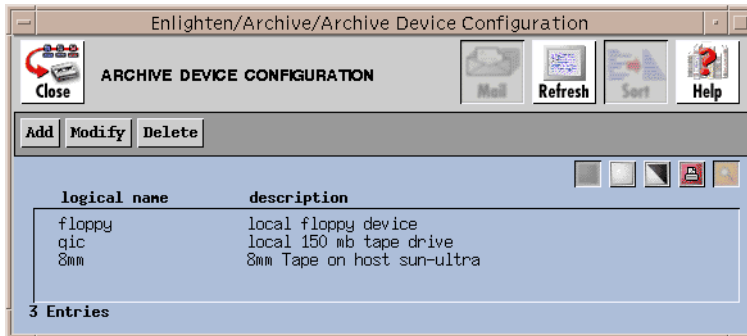 Enlighten/Archive/Archive Device Configuration
Close
ARCHIVE DEVICE CONFIGURATION
Mail
Refresh
Sort
Help
Add Modify Delete
logical name description
floppy local floppy device
qic local 150 mb tape drive
8mm 8mm Tape on host sun-ultra
3 Entries